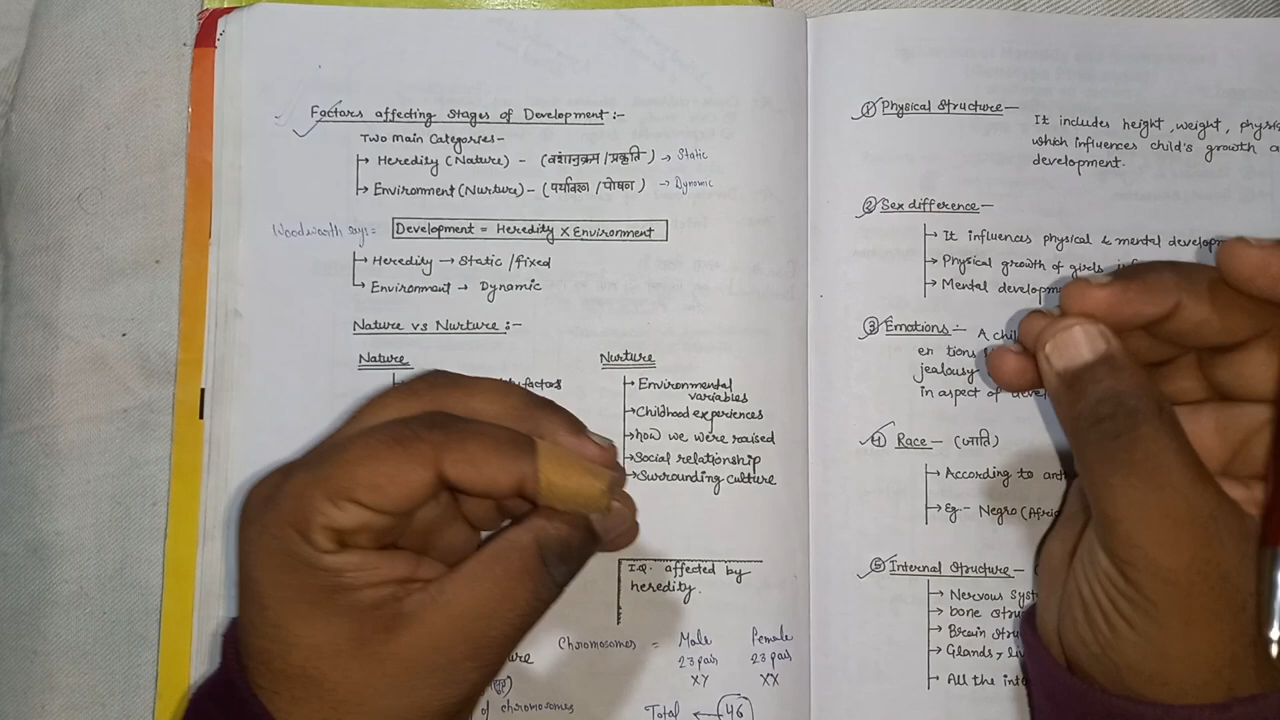 Factors affecting Stages of Development :-
Two Main Categories-
Heredity (Nature) - (वंशानुक्रम / प्रकृति) → Static
Environment (Nurture) - (पर्यावरण / पोषण) → Dynamic
Woodworth says = Development = Heredity X Environment
Heredity → Static / fixed
Environment → Dynamic
Nature vs Nurture :-
Nature
factors
Nurture
Environmental
variables
Childhood experiences
how we were raised
Social relationship
Surrounding culture
I.Q. affected by
heredity.
Chromosomes = Male Female
23 pair 23 pair
XY XX
of chromosomes
Total ← 46
① Physical Structure -
It includes height, weight,
which influences child's growth
development.
② Sex difference -
→ It influences physical & mental
→ Physical growth of girls
→ Mental
③ Emotions :- A
jealousy
in aspect of
④ Race - (जाति)
→ According to
→ Eg.- Negro
⑤ Internal Structure -
→ Nervous
→ bone
→ Brain
→ Glands,
→ All the